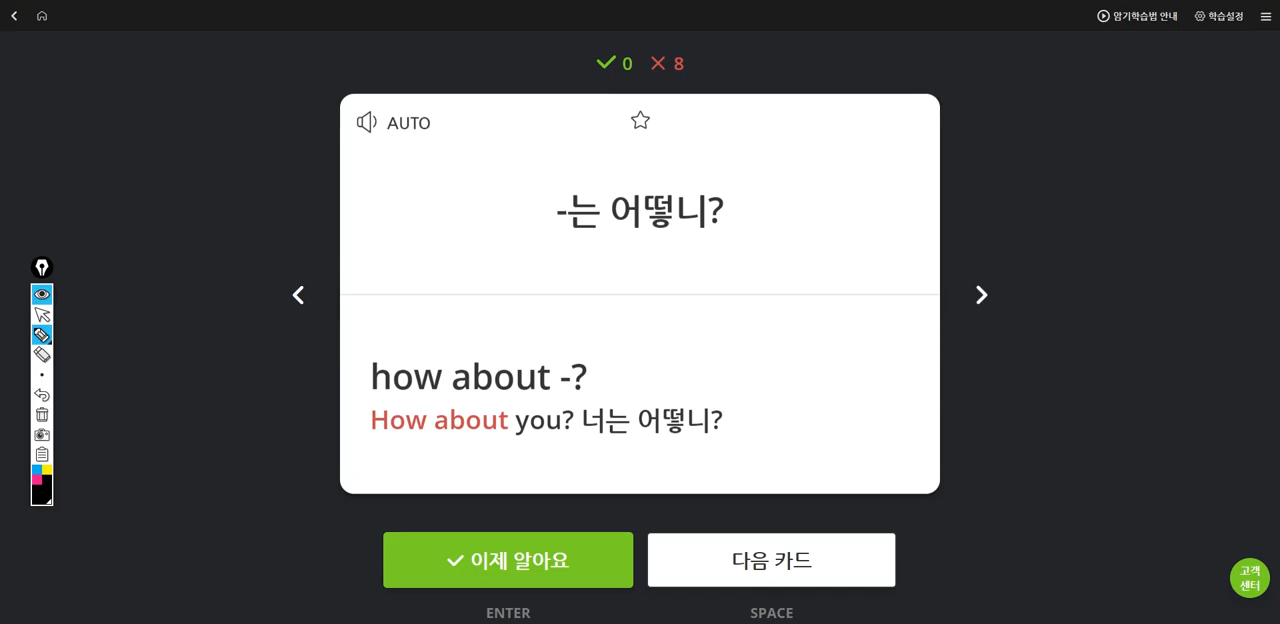 암기학습법 안내 학습설정
0 8
AUTO
-는 어떻니?
how about -?
How about you? 너는 어떻니?
이제 알아요 다음 카드
ENTER SPACE
고객
센터